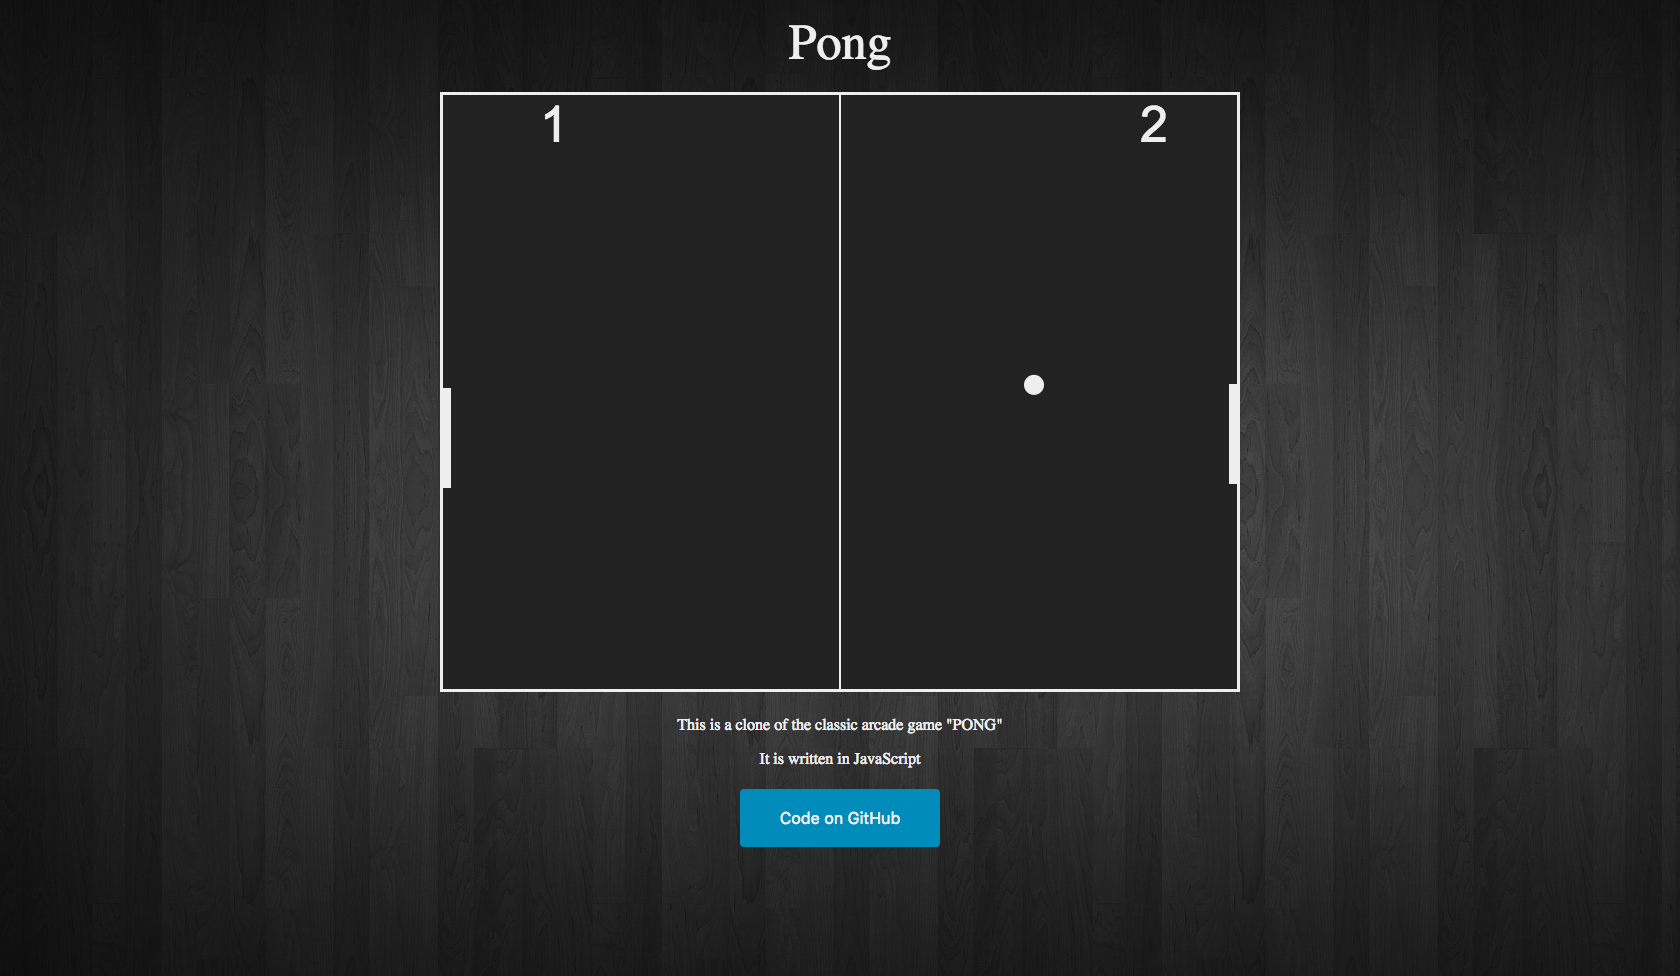 Pong
1 2
This is a clone of the classic arcade game "PONG"
It is written in JavaScript
Code on GitHub